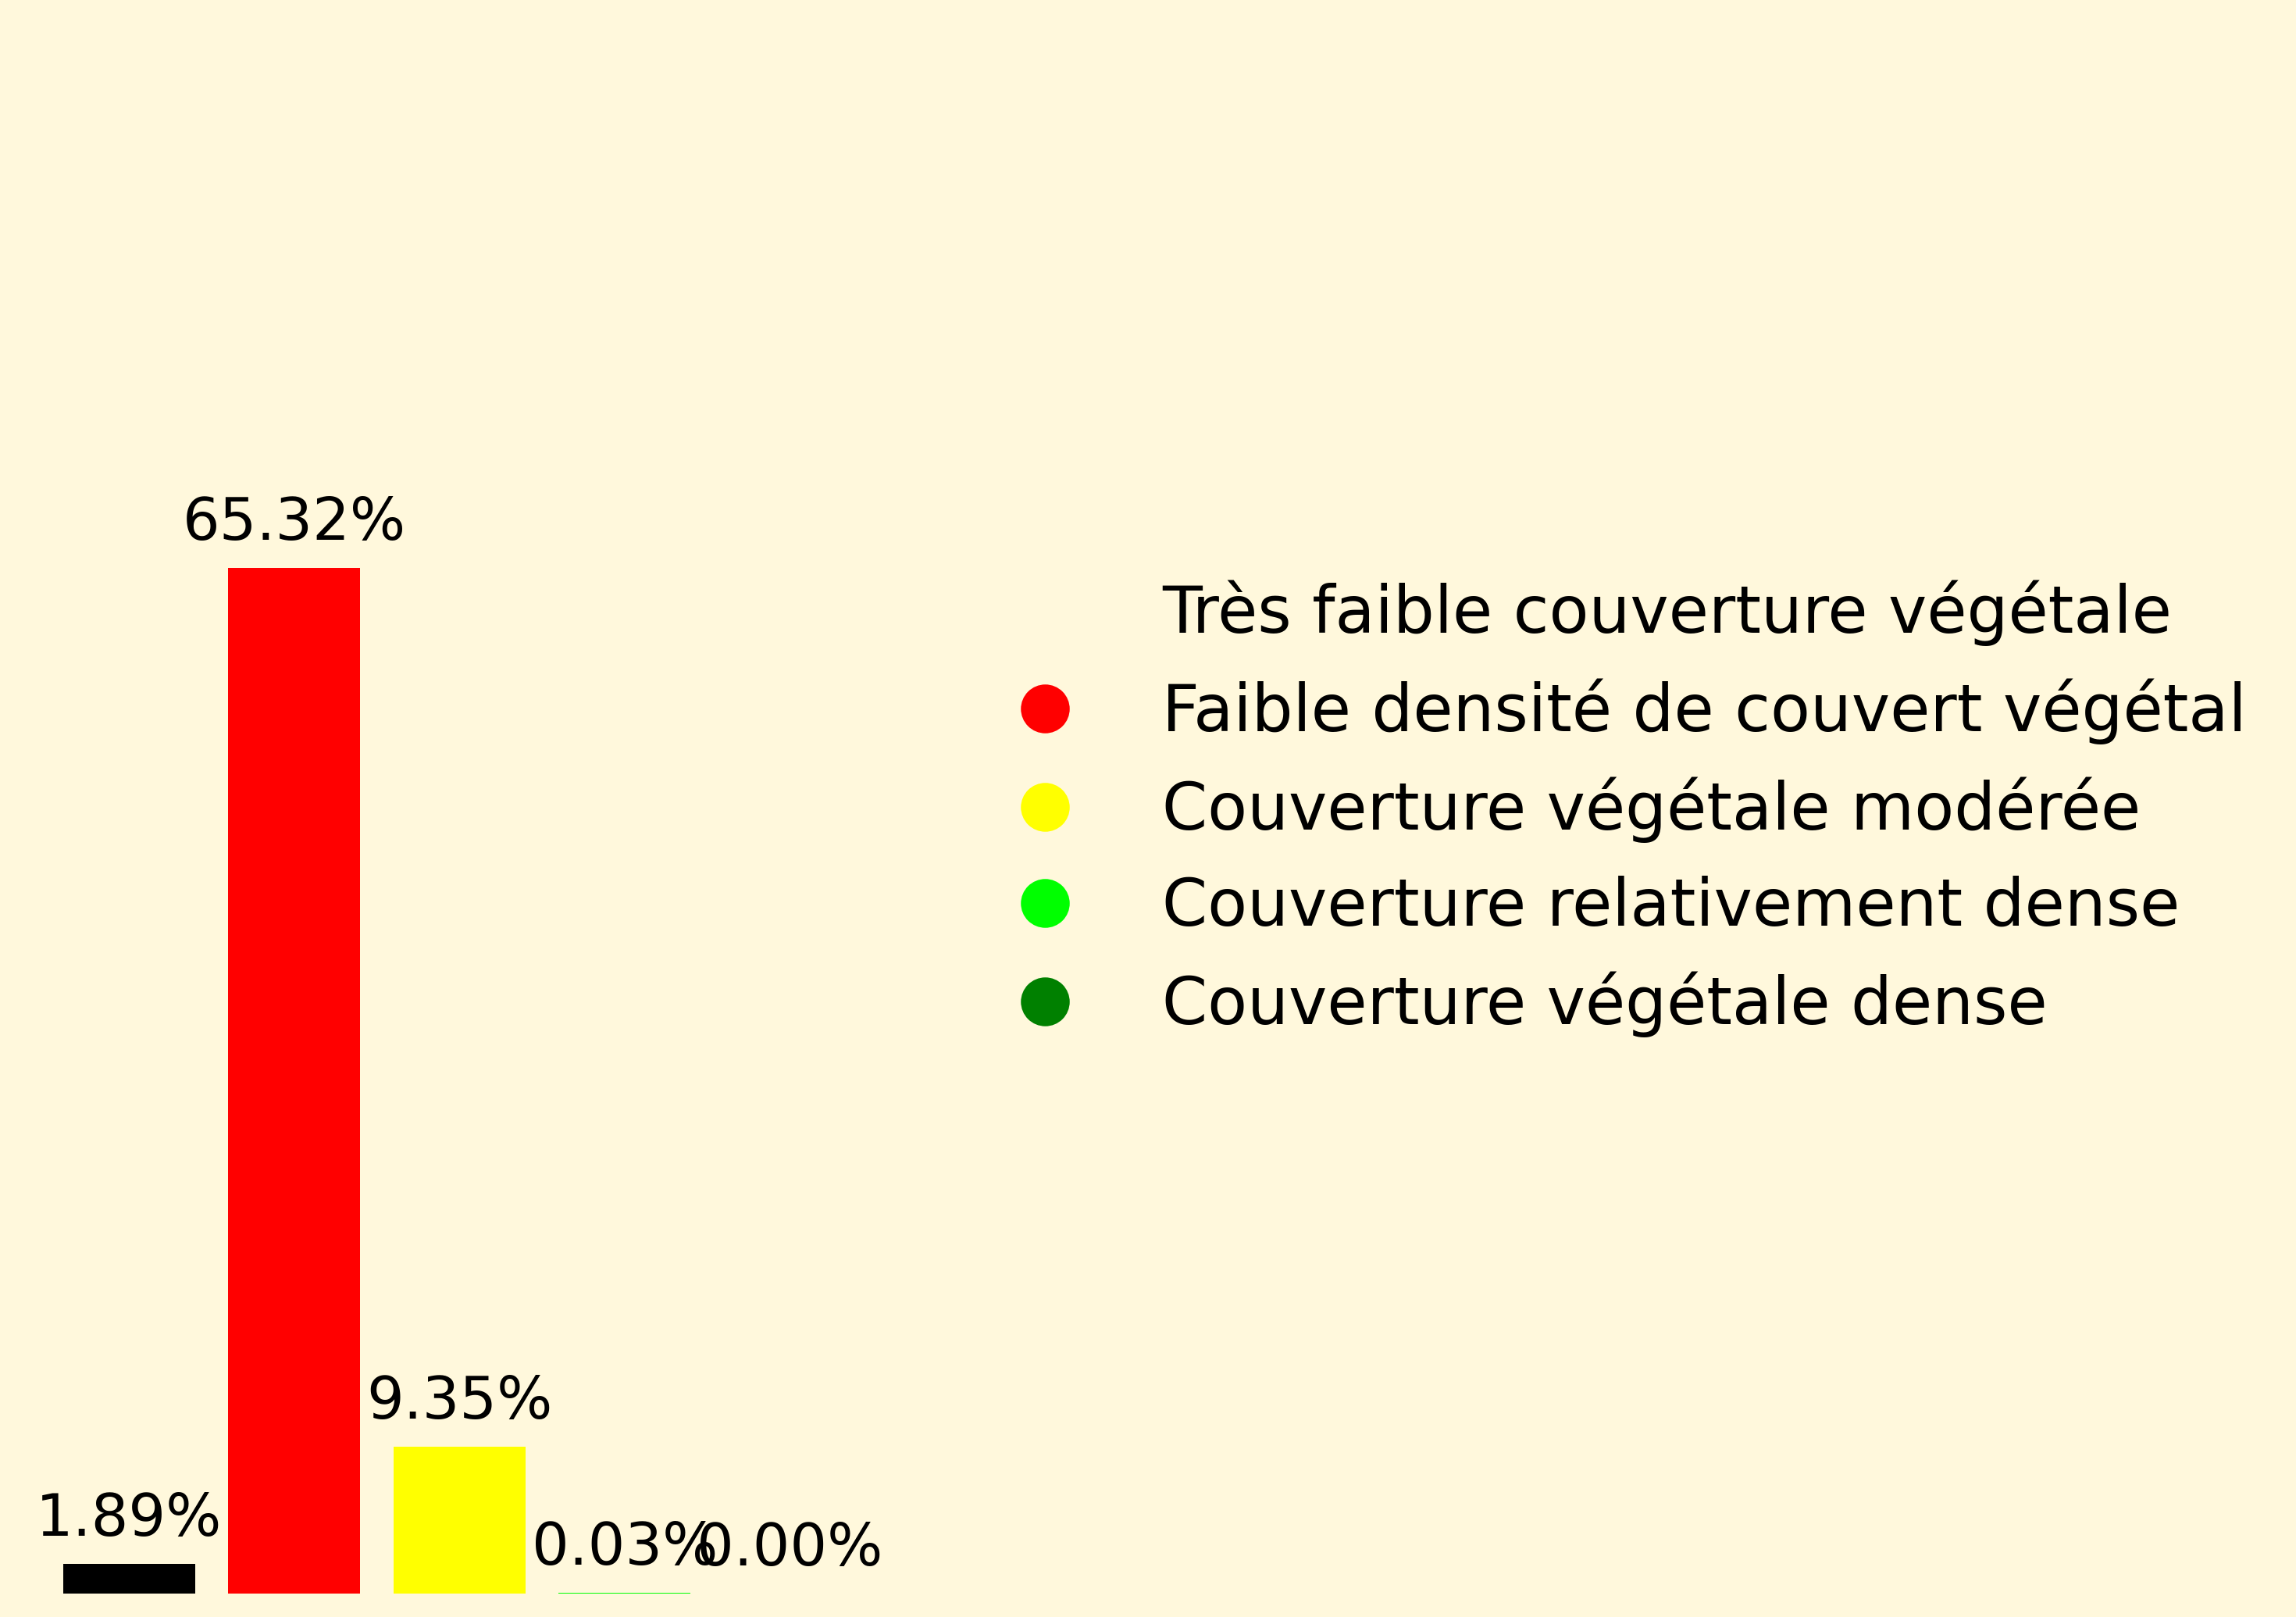 65.32%
9.35%
1.89%
0.03%
0.00%
Très faible couverture végétale
Faible densité de couvert végétal
Couverture végétale modérée
Couverture relativement dense
Couverture végétale dense